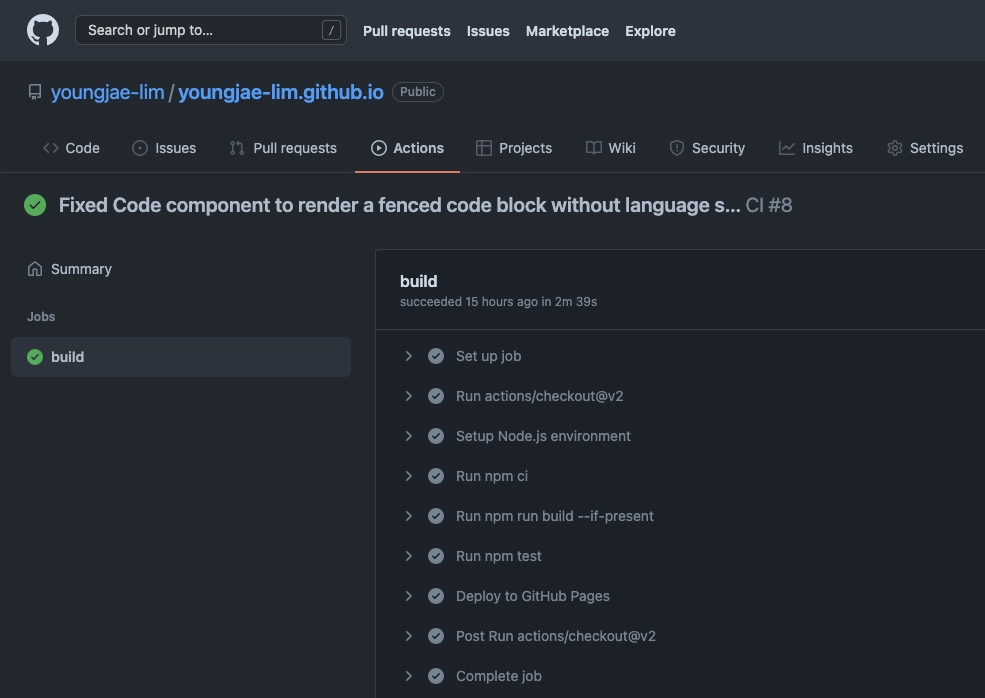 Search or jump to... /
Pull requests Issues Marketplace Explore
youngjae-lim / youngjae-lim.github.io Public
Code Issues Pull requests Actions Projects Wiki Security Insights Settings
Fixed Code component to render a fenced code block without language s... CI #8
Summary
Jobs
build
build
succeeded 15 hours ago in 2m 39s
Set up job
Run actions/checkout@v2
Setup Node.js environment
Run npm ci
Run npm run build --if-present
Run npm test
Deploy to GitHub Pages
Post Run actions/checkout@v2
Complete job